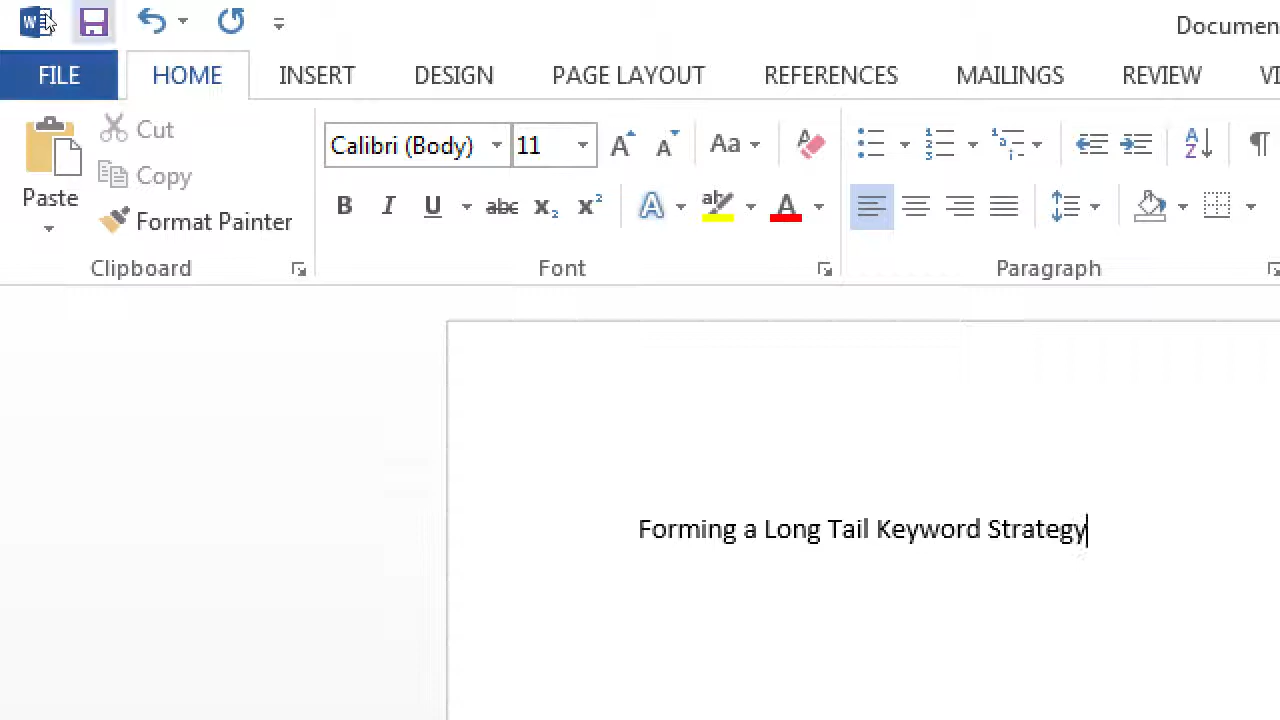 Documen
FILE HOME INSERT DESIGN PAGE LAYOUT REFERENCES MAILINGS REVIEW VI
Cut
Copy
Paste
Format Painter
Calibri (Body) 11
Clipboard Font Paragraph
Forming a Long Tail Keyword Strategy